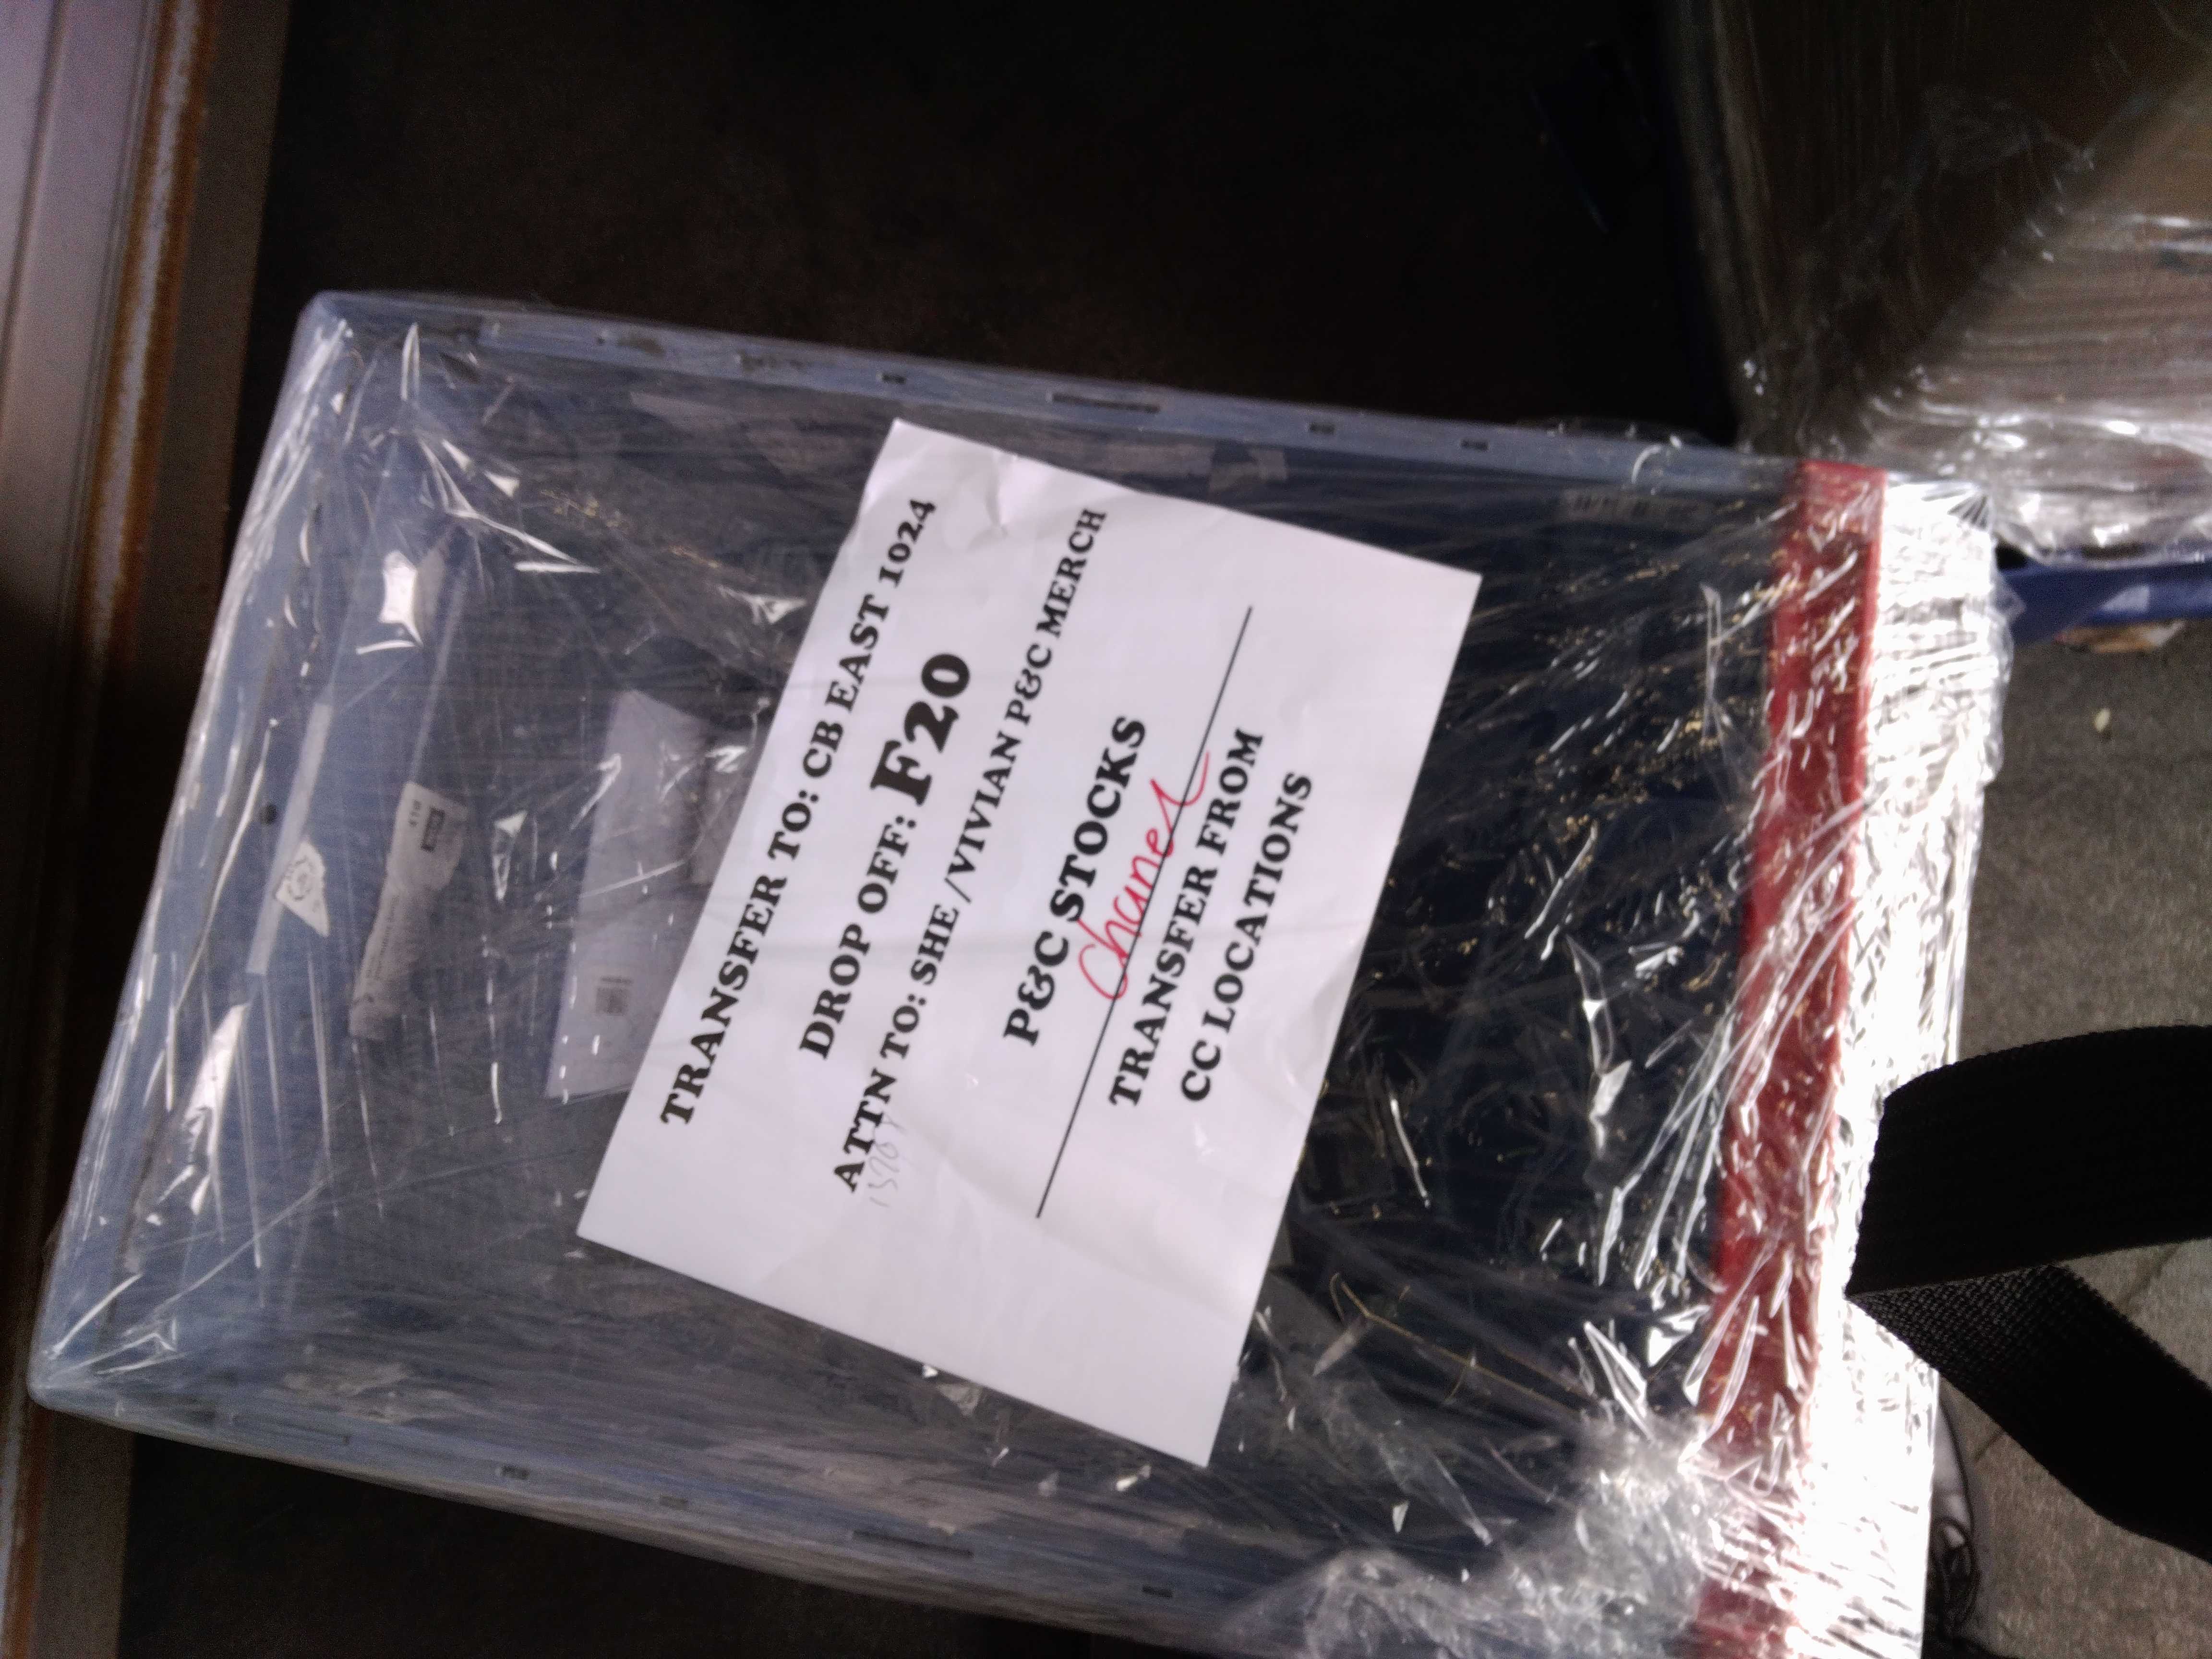 TRANSFER TO: CB EAST 1024
DROP OFF: F20
ATTN TO: SHE /VIVIAN P&C MERCH
P&C STOCKS
Chanel
TRANSFER FROM
CC LOCATIONS